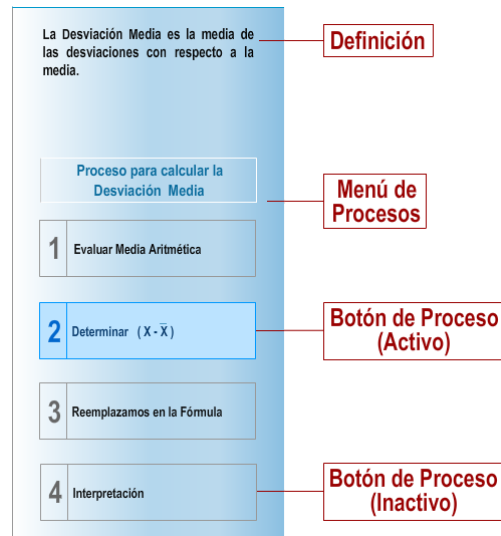 La Desviación Media es la media de
las desviaciones con respecto a la
media.
Definición
Proceso para calcular la
Desviación Media
Menú de
Procesos
1 Evaluar Media Aritmética
2 Determinar ( X - X̅ )
Botón de Proceso
(Activo)
3 Reemplazamos en la Fórmula
4 Interpretación
Botón de Proceso
(Inactivo)